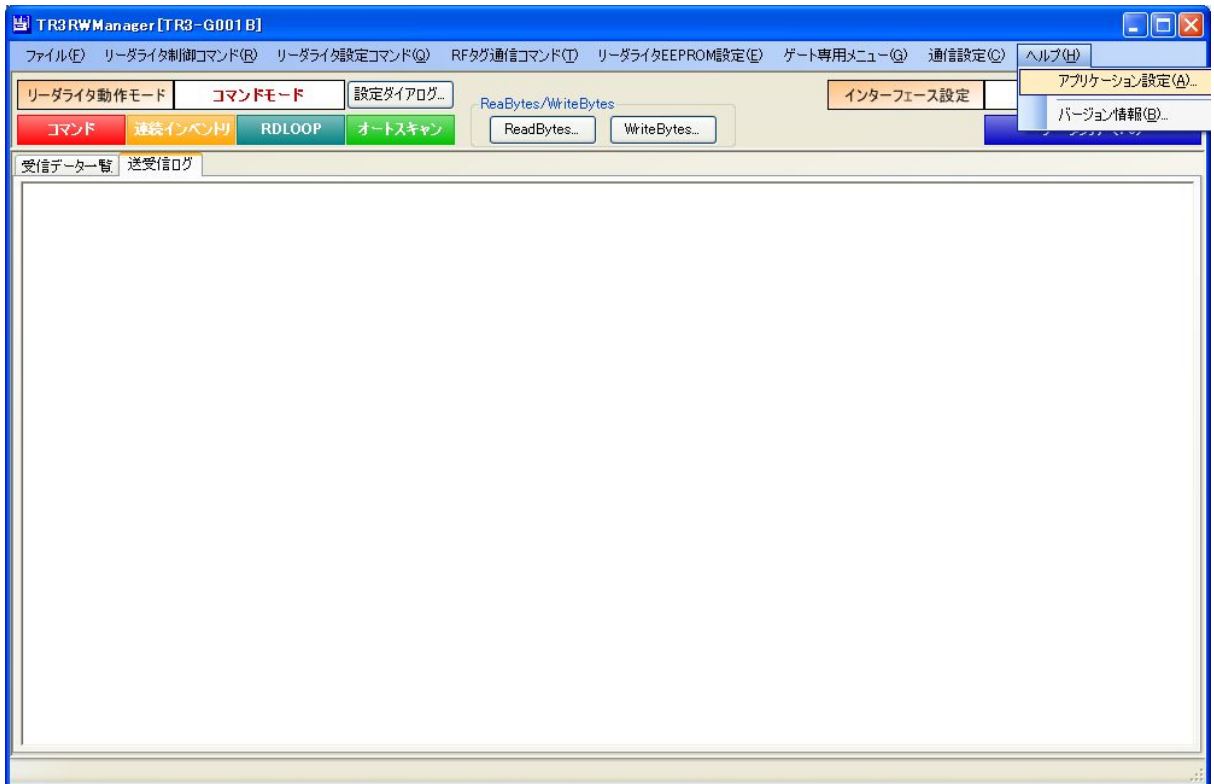 TR3RWManager[TR3-G001B]
ファイル(F) リーダライタ制御コマンド(R) リーダライタ設定コマンド(Q) RFタグ通信コマンド(T) リーダライタEEPROM設定(E) ゲート専用メニュー(G) 通信設定(C) ヘルプ(H)
アプリケーション設定(A)...
バージョン情報(B)...
リーダライタ動作モード コマンドモード 設定ダイアログ... ReaBytes/WriteBytes インターフェース設定
コマンド 連続インベントリ RDLOOP オートスキャン ReadBytes... WriteBytes...
受信データ一覧 送受信ログ